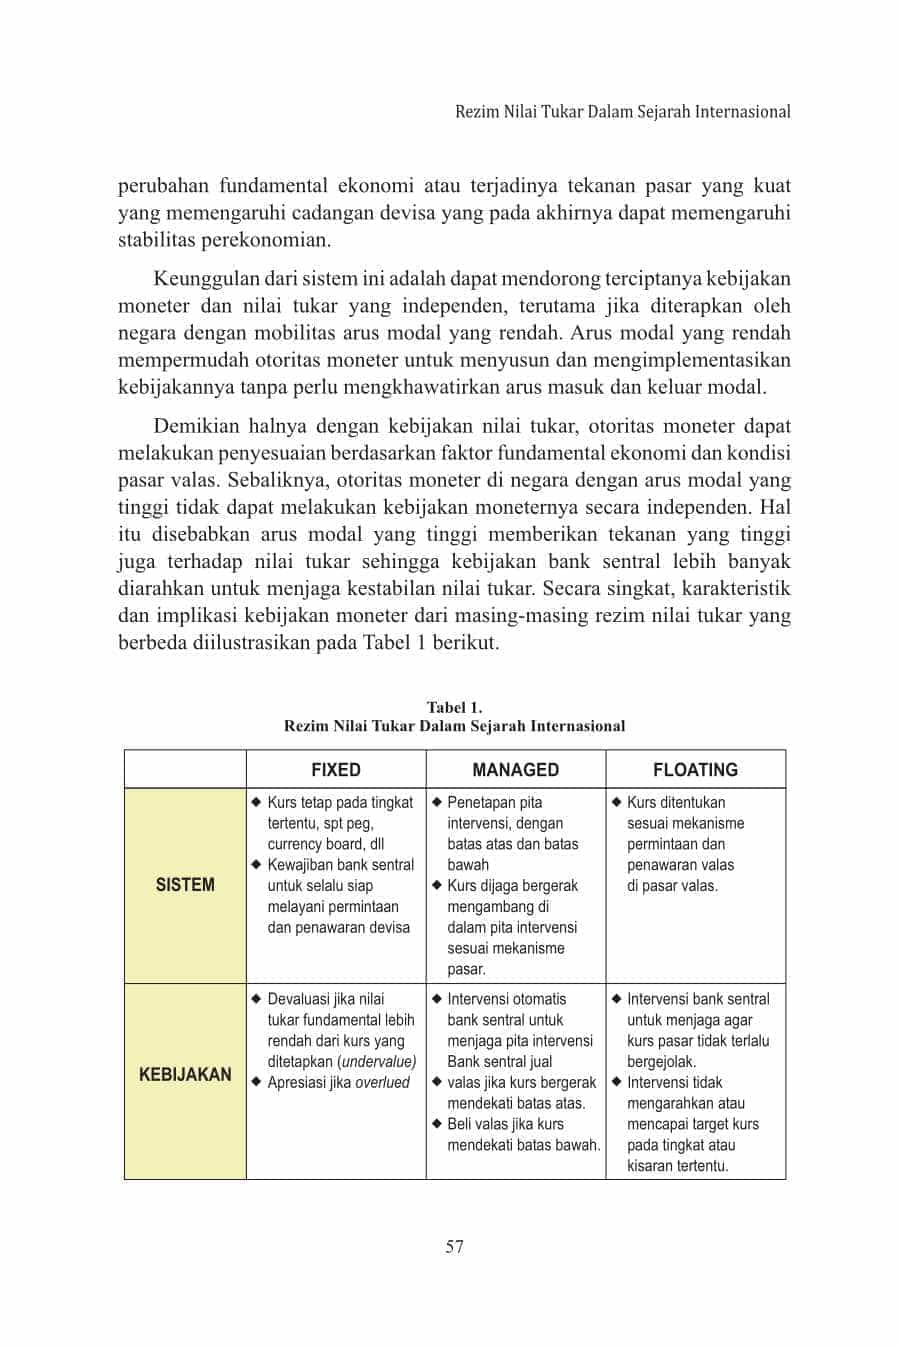 Rezim Nilai Tukar Dalam Sejarah Internasional
perubahan fundamental ekonomi atau terjadinya tekanan pasar yang kuat
yang memengaruhi cadangan devisa yang pada akhirnya dapat memengaruhi
stabilitas perekonomian.
Keunggulan dari sistem ini adalah dapat mendorong terciptanya kebijakan
moneter dan nilai tukar yang independen, terutama jika diterapkan oleh
negara dengan mobilitas arus modal yang rendah. Arus modal yang rendah
mempermudah otoritas moneter untuk menyusun dan mengimplementasikan
kebijakannya tanpa perlu mengkhawatirkan arus masuk dan keluar modal.
Demikian halnya dengan kebijakan nilai tukar, otoritas moneter dapat
melakukan penyesuaian berdasarkan faktor fundamental ekonomi dan kondisi
pasar valas. Sebaliknya, otoritas moneter di negara dengan arus modal yang
tinggi tidak dapat melakukan kebijakan moneternya secara independen. Hal
itu disebabkan arus modal yang tinggi memberikan tekanan yang tinggi
juga terhadap nilai tukar sehingga kebijakan bank sentral lebih banyak
diarahkan untuk menjaga kestabilan nilai tukar. Secara singkat, karakteristik
dan implikasi kebijakan moneter dari masing-masing rezim nilai tukar yang
berbeda diilustrasikan pada Tabel 1 berikut.
Tabel 1.
Rezim Nilai Tukar Dalam Sejarah Internasional
FIXED
MANAGED
FLOATING
SISTEM
◆ Kurs tetap pada tingkat
tertentu, spt peg,
currency board, dll
◆ Kewajiban bank sentral
untuk selalu siap
melayani permintaan
dan penawaran devisa
◆ Penetapan pita
intervensi, dengan
batas atas dan batas
bawah
◆ Kurs dijaga bergerak
mengambang di
dalam pita intervensi
sesuai mekanisme
pasar.
◆ Kurs ditentukan
sesuai mekanisme
permintaan dan
penawaran valas
di pasar valas.
KEBIJAKAN
◆ Devaluasi jika nilai
tukar fundamental lebih
rendah dari kurs yang
ditetapkan (undervalue)
◆ Apresiasi jika overlued
◆ Intervensi otomatis
bank sentral untuk
menjaga pita intervensi
Bank sentral jual
◆ valas jika kurs bergerak
mendekati batas atas.
◆ Beli valas jika kurs
mendekati batas bawah.
◆ Intervensi bank sentral
untuk menjaga agar
kurs pasar tidak terlalu
bergejolak.
◆ Intervensi tidak
mengarahkan atau
mencapai target kurs
pada tingkat atau
kisaran tertentu.
57